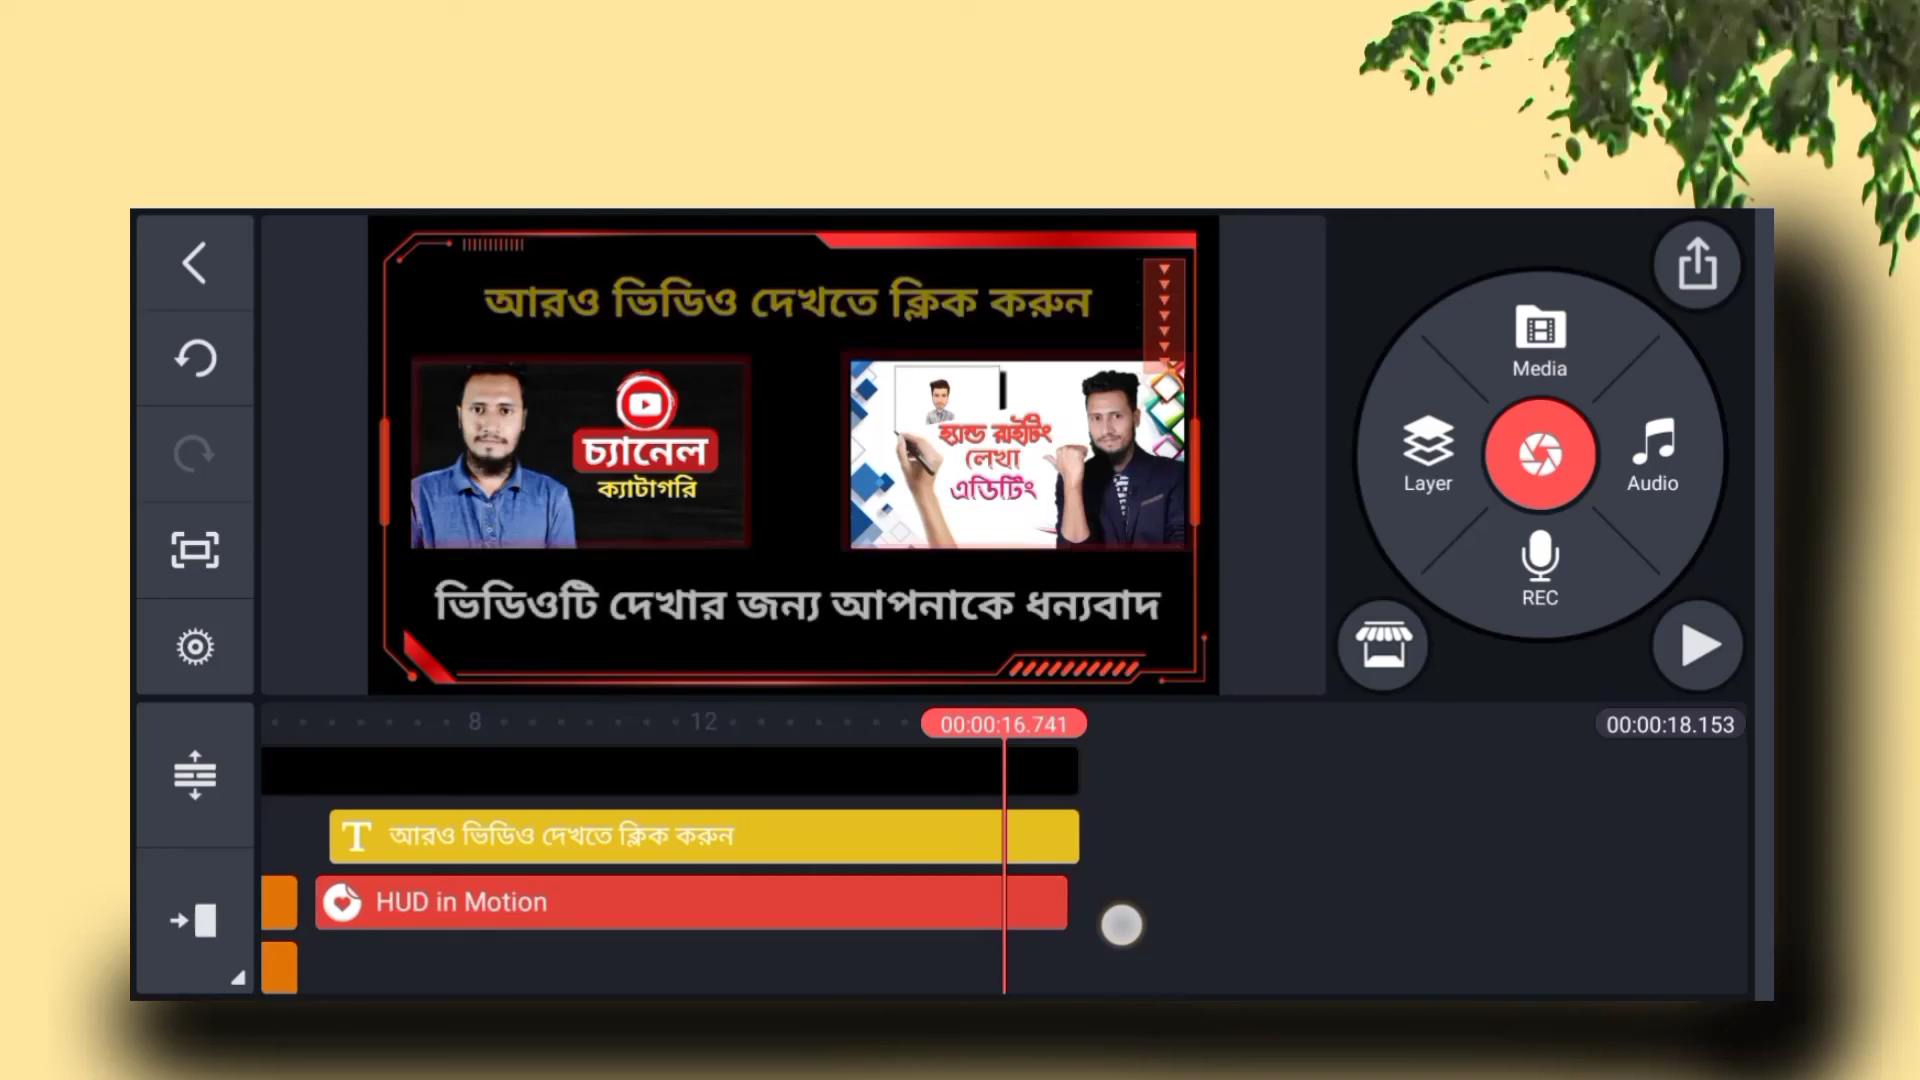 আরও ভিডিও দেখতে ক্লিক করুন
চ্যানেল
ক্যাটাগরি
হ্যান্ড রাইটিং
লেখা
এডিটিং
ভিডিওটি দেখার জন্য আপনাকে ধন্যবাদ
Media
Layer
Audio
REC
8
12
00:00:16.741
00:00:18.153
T আরও ভিডিও দেখতে ক্লিক করুন
HUD in Motion